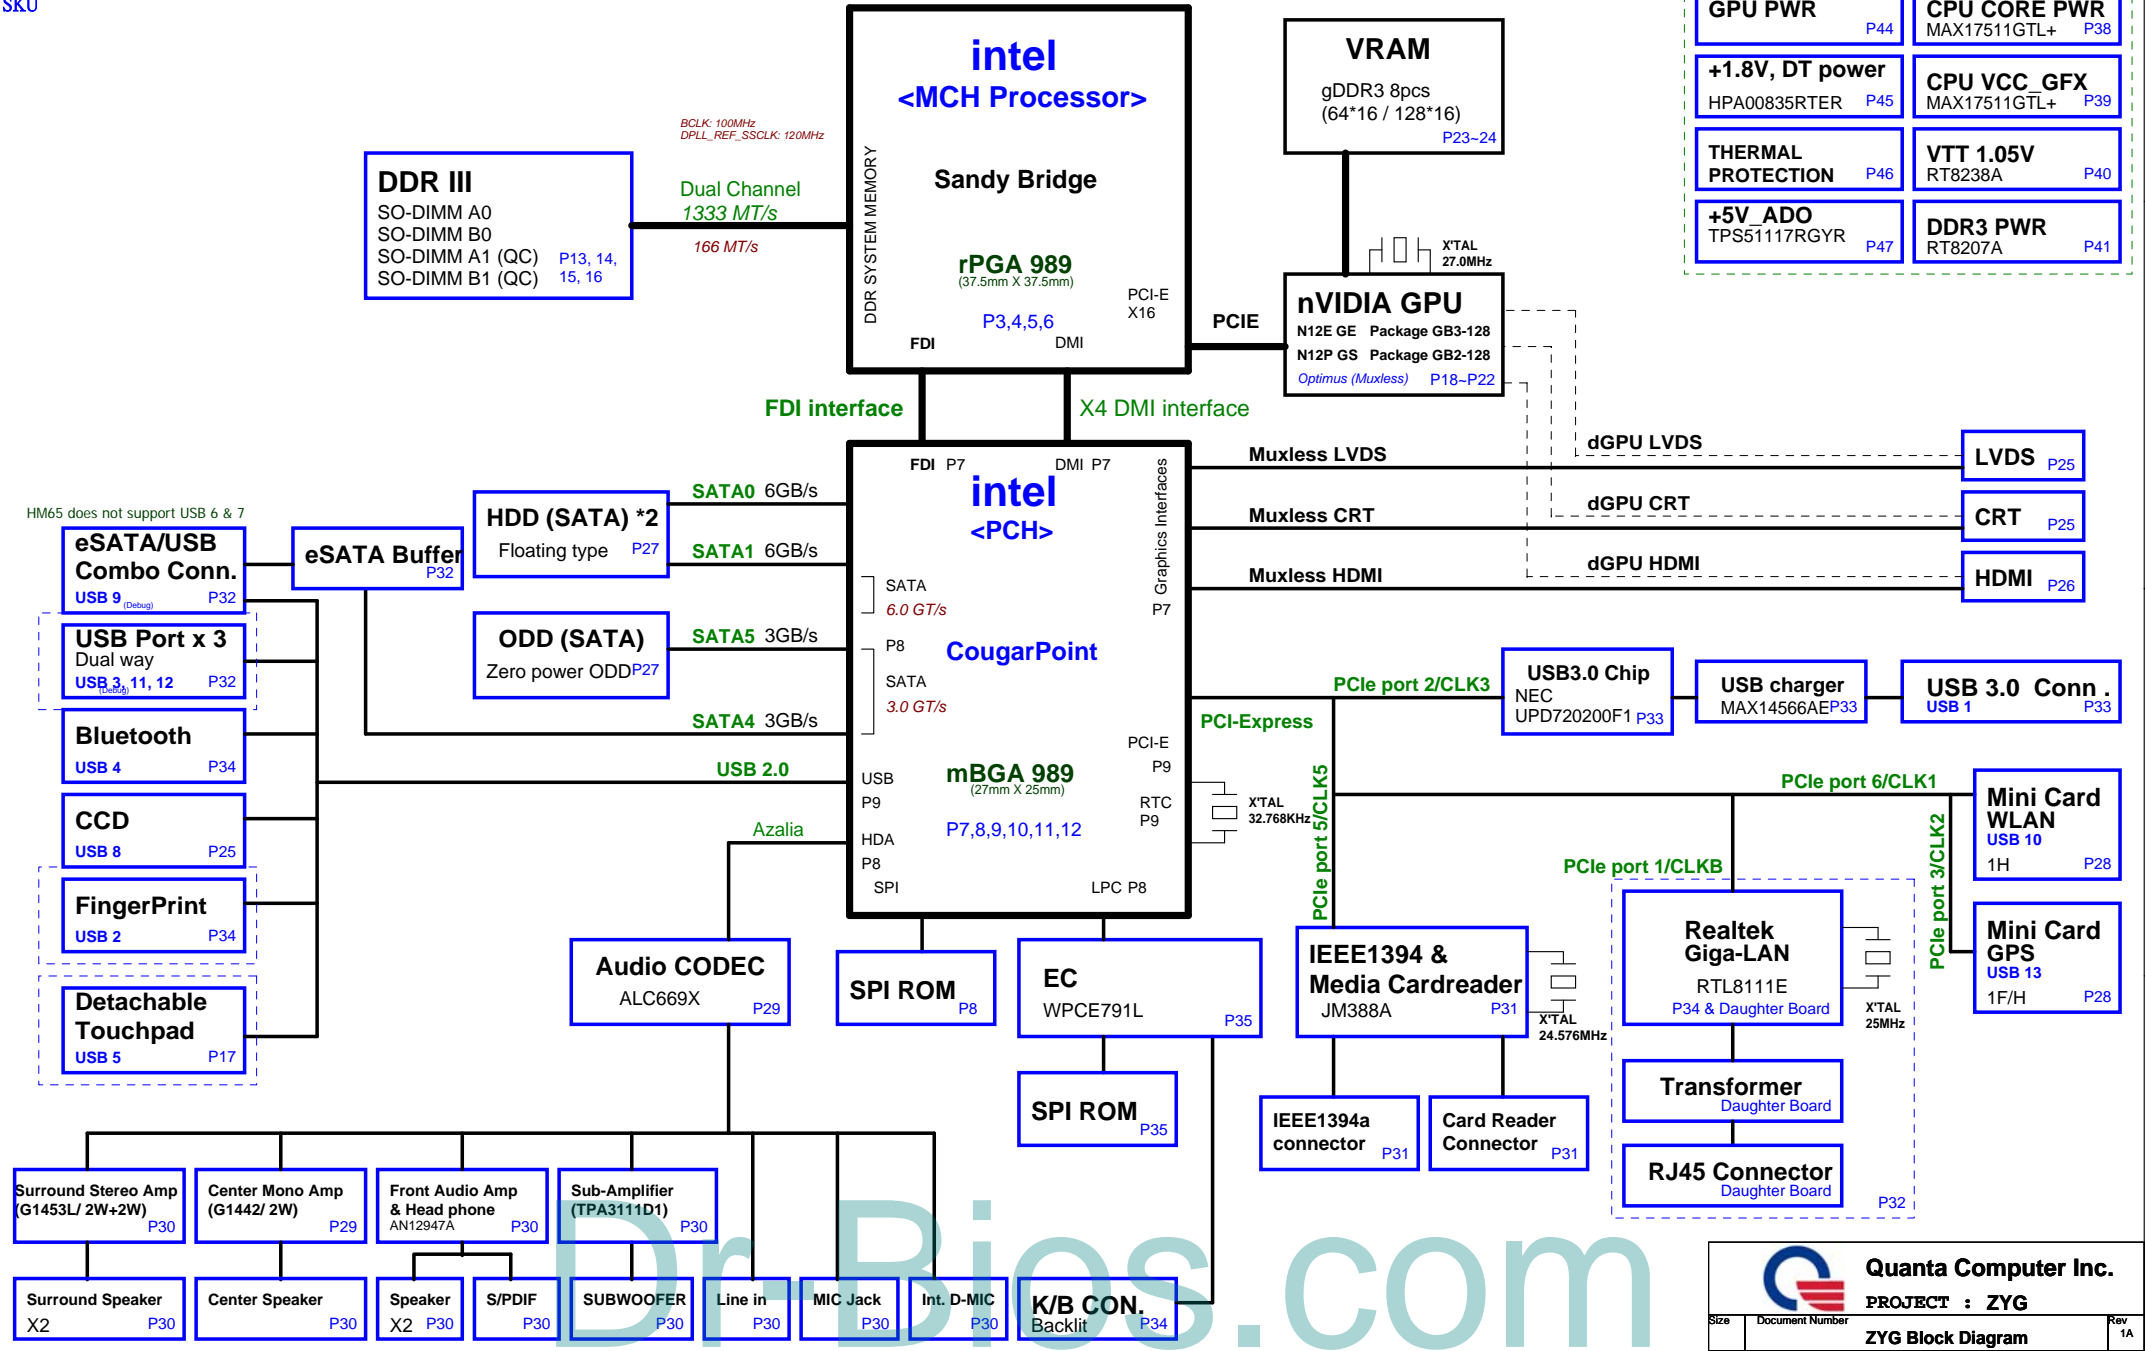 SKU
intel
<MCH Processor>
Sandy Bridge
rPGA 989
(37.5mm X 37.5mm)
P3,4,5,6
DDR SYSTEM MEMORY
PCI-E
X16
FDI
DMI
BCLK: 100MHz
DPLL_REF_SSCLK: 120MHz
Dual Channel
1333 MT/s
166 MT/s
DDR III
SO-DIMM A0
SO-DIMM B0
SO-DIMM A1 (QC)
SO-DIMM B1 (QC)
P13, 14,
15, 16
VRAM
gDDR3 8pcs
(64*16 / 128*16)
P23~24
X'TAL
27.0MHz
PCIE
nVIDIA GPU
N12E GE Package GB3-128
N12P GS Package GB2-128
Optimus (Muxless) P18~P22
GPU PWR
P44
CPU CORE PWR
MAX17511GTL+ P38
+1.8V, DT power
HPA00835RTER P45
CPU VCC_GFX
MAX17511GTL+ P39
THERMAL
PROTECTION P46
VTT 1.05V
RT8238A P40
+5V_ADO
TPS51117RGYR
P47
DDR3 PWR
RT8207A P41
FDI interface
X4 DMI interface
FDI P7
DMI P7
intel
<PCH>
CougarPoint
mBGA 989
(27mm X 25mm)
P7,8,9,10,11,12
Graphics Interfaces
P7
SATA
6.0 GT/s
P8
SATA
3.0 GT/s
USB
P9
HDA
P8
SPI
LPC P8
PCI-E
P9
RTC
P9
X'TAL
32.768KHz
Muxless LVDS
dGPU LVDS
LVDS P25
Muxless CRT
dGPU CRT
CRT P25
Muxless HDMI
dGPU HDMI
HDMI P26
SATA0 6GB/s
SATA1 6GB/s
SATA5 3GB/s
SATA4 3GB/s
USB 2.0
Azalia
HDD (SATA) *2
Floating type P27
ODD (SATA)
Zero power ODD P27
HM65 does not support USB 6 & 7
eSATA/USB
Combo Conn.
USB 9 (Debug) P32
eSATA Buffer
P32
USB Port x 3
Dual way
USB 3, 11, 12 P32
(Debug)
Bluetooth
USB 4 P34
CCD
USB 8 P25
FingerPrint
USB 2 P34
Detachable
Touchpad
USB 5 P17
PCIe port 2/CLK3
PCI-Express
USB3.0 Chip
NEC
UPD720200F1 P33
USB charger
MAX14566AE P33
USB 3.0 Conn .
USB 1 P33
PCIe port 5/CLK5
PCIe port 6/CLK1
PCIe port 1/CLKB
PCIe port 3/CLK2
Mini Card
WLAN
USB 10
1H P28
Mini Card
GPS
USB 13
1F/H P28
Realtek
Giga-LAN
RTL8111E
P34 & Daughter Board
X'TAL
25MHz
Transformer
Daughter Board
RJ45 Connector
Daughter Board
P32
IEEE1394 &
Media Cardreader
JM388A P31
X'TAL
24.576MHz
IEEE1394a
connector P31
Card Reader
Connector P31
Audio CODEC
ALC669X
P29
SPI ROM
P8
EC
WPCE791L
P35
SPI ROM
P35
K/B CON.
Backlit P34
Surround Stereo Amp
(G1453L/ 2W+2W)
P30
Center Mono Amp
(G1442/ 2W)
P29
Front Audio Amp
& Head phone
AN12947A P30
Sub-Amplifier
(TPA3111D1)
P30
Surround Speaker
X2 P30
Center Speaker
P30
Speaker
X2 P30
S/PDIF
P30
SUBWOOFER
P30
Line in
P30
MIC Jack
P30
Int. D-MIC
P30
Dr-Bios.com
Quanta Computer Inc.
PROJECT : ZYG
Size Document Number Rev
ZYG Block Diagram 1A